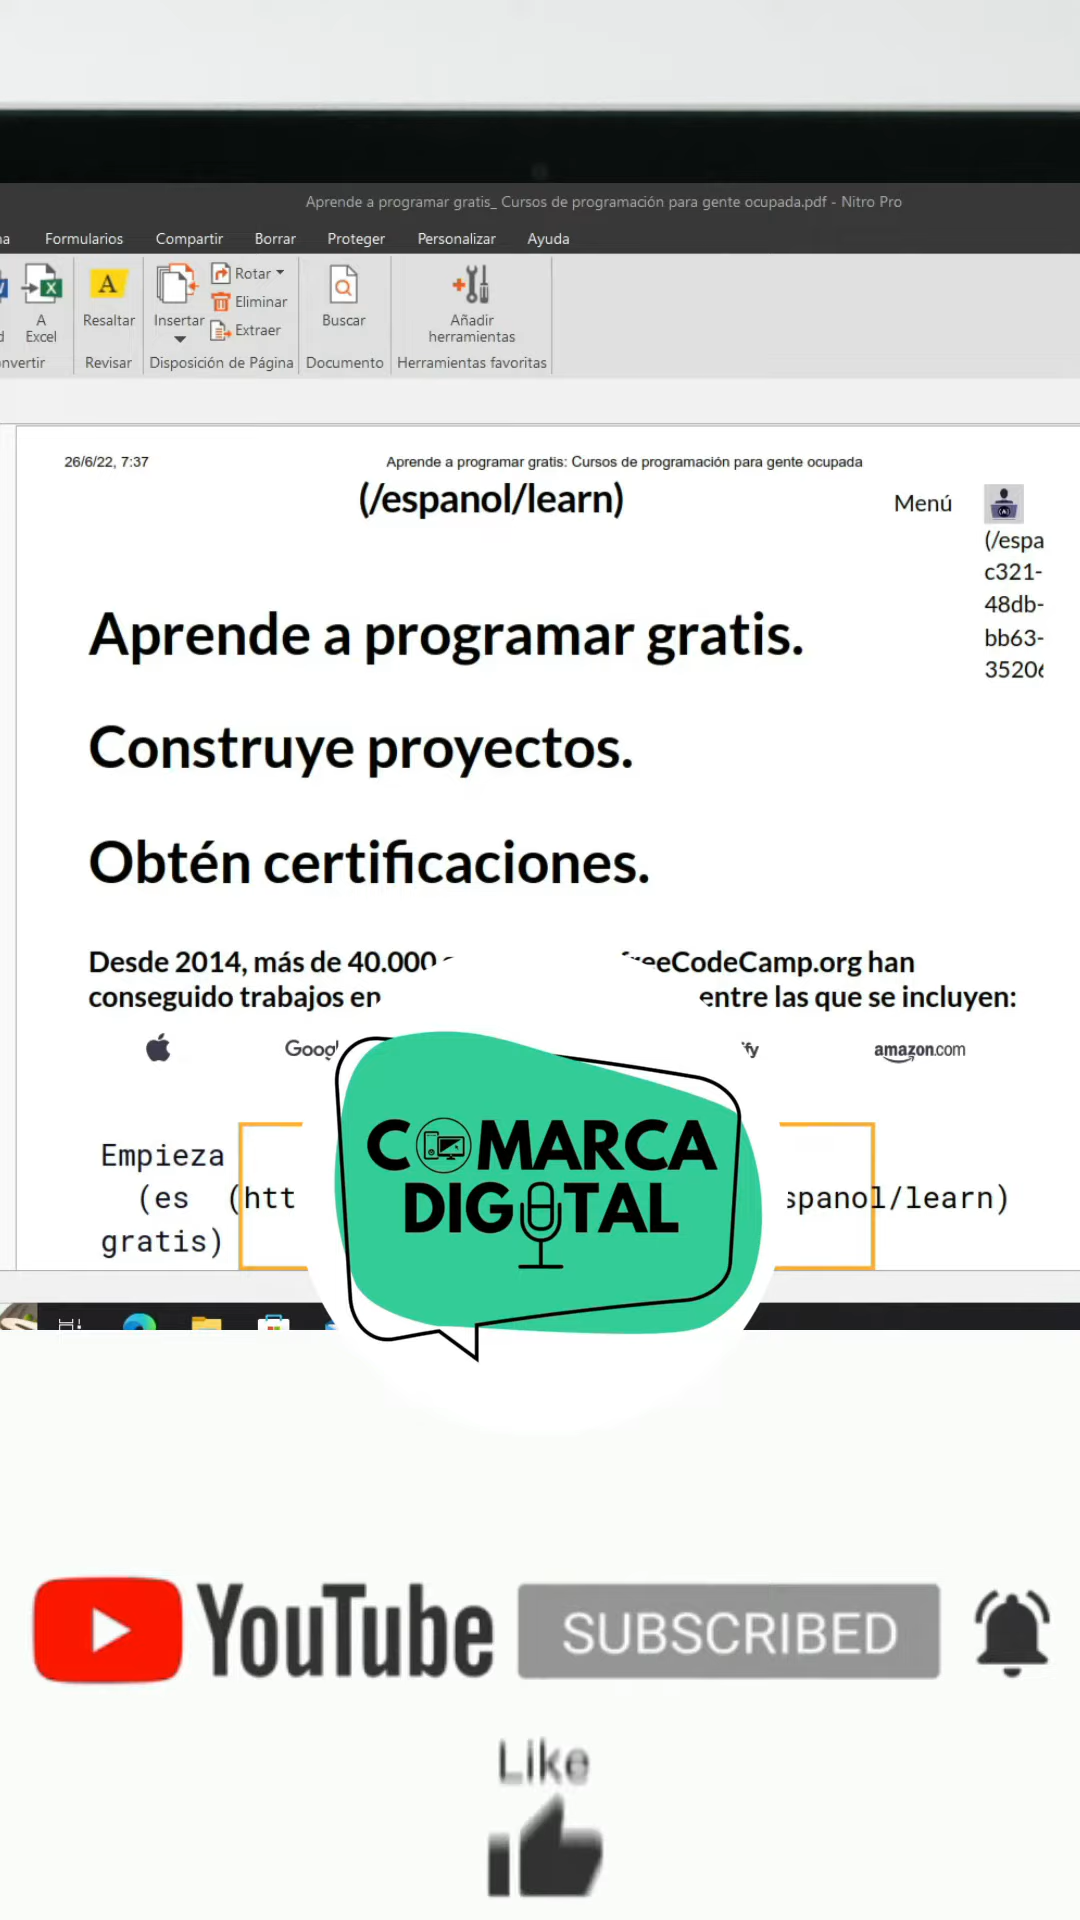 Aprende a programar gratis_ Cursos de programación para gente ocupada.pdf - Nitro Pro
Formularios Compartir Borrar Proteger Personalizar Ayuda
A Excel
Resaltar
Revisar
Insertar
Rotar
Eliminar
Extraer
Disposición de Página
Buscar
Documento
Añadir herramientas
Herramientas favoritas
26/6/22, 7:37 Aprende a programar gratis: Cursos de programación para gente ocupada
(/espanol/learn) Menú
(/espa
c321-
48db-
bb63-
Aprende a programar gratis.
Construye proyectos.
Obtén certificaciones.
Desde 2014, más de 40.000 freeCodeCamp.org han
conseguido trabajos en entre las que se incluyen:
Googl amazon.com
Empieza
(es (htt spanol/learn)
gratis)
COMARCA
DIGITAL
YouTube SUBSCRIBED
Like